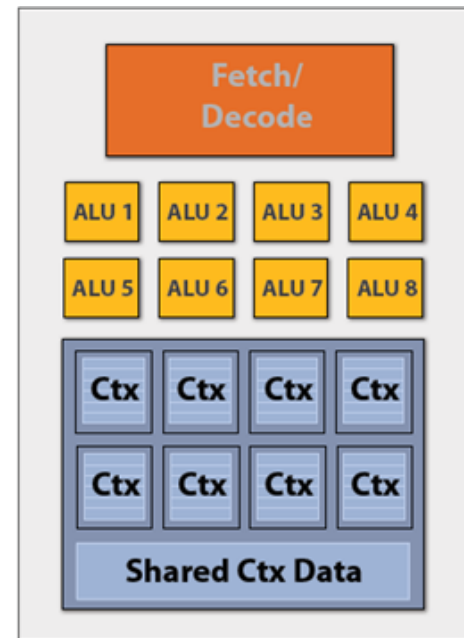 Fetch/
Decode
ALU 1 ALU 2 ALU 3 ALU 4
ALU 5 ALU 6 ALU 7 ALU 8
Ctx Ctx Ctx Ctx
Ctx Ctx Ctx Ctx
Shared Ctx Data